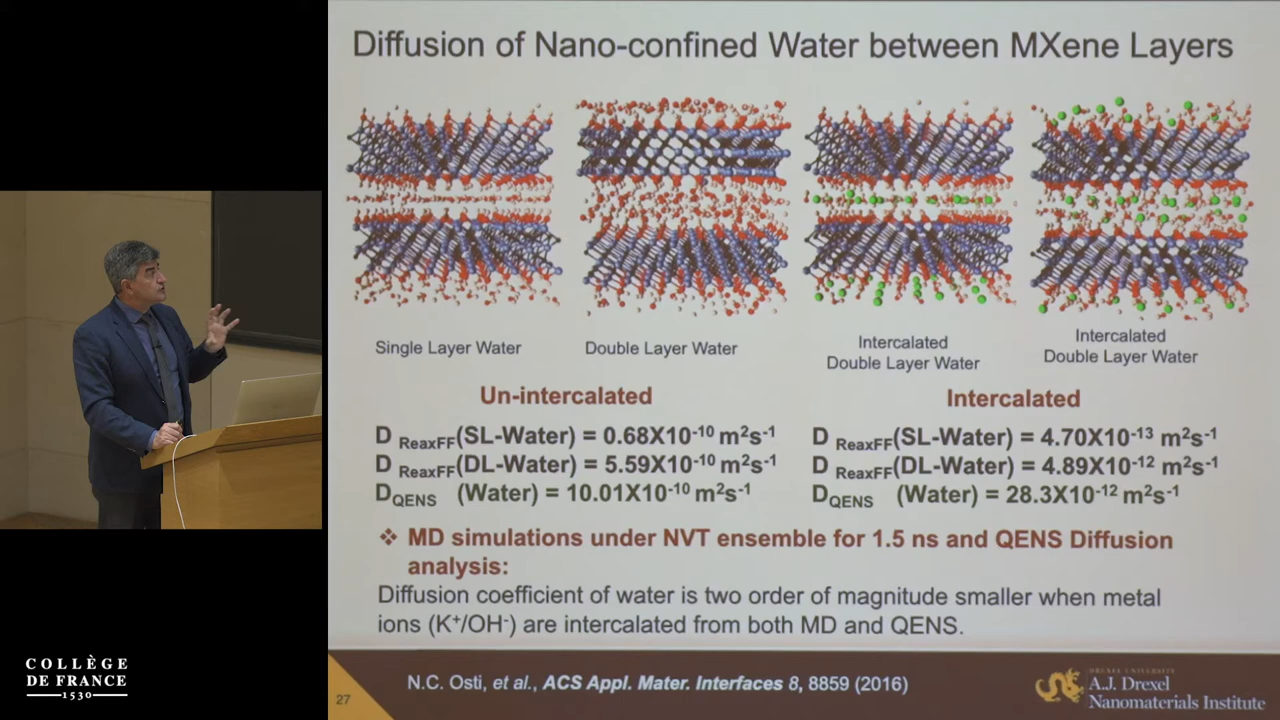 Diffusion of Nano-confined Water between MXene Layers
Single Layer Water
Double Layer Water
Intercalated
Double Layer Water
Intercalated
Double Layer Water
Un-intercalated
D ReaxFF(SL-Water) = 0.68X10⁻¹⁰ m²s⁻¹
D ReaxFF(DL-Water) = 5.59X10⁻¹⁰ m²s⁻¹
DQENS (Water) = 10.01X10⁻¹⁰ m²s⁻¹
Intercalated
D ReaxFF(SL-Water) = 4.70X10⁻¹³ m²s⁻¹
D ReaxFF(DL-Water) = 4.89X10⁻¹² m²s⁻¹
DQENS (Water) = 28.3X10⁻¹² m²s⁻¹
❖ MD simulations under NVT ensemble for 1.5 ns and QENS Diffusion
analysis:
Diffusion coefficient of water is two order of magnitude smaller when metal
ions (K⁺/OH⁻) are intercalated from both MD and QENS.
27
N.C. Osti, et al., ACS Appl. Mater. Interfaces 8, 8859 (2016)
DREXEL UNIVERSITY
A.J. Drexel
Nanomaterials Institute
COLLÈGE
DE FRANCE
1530